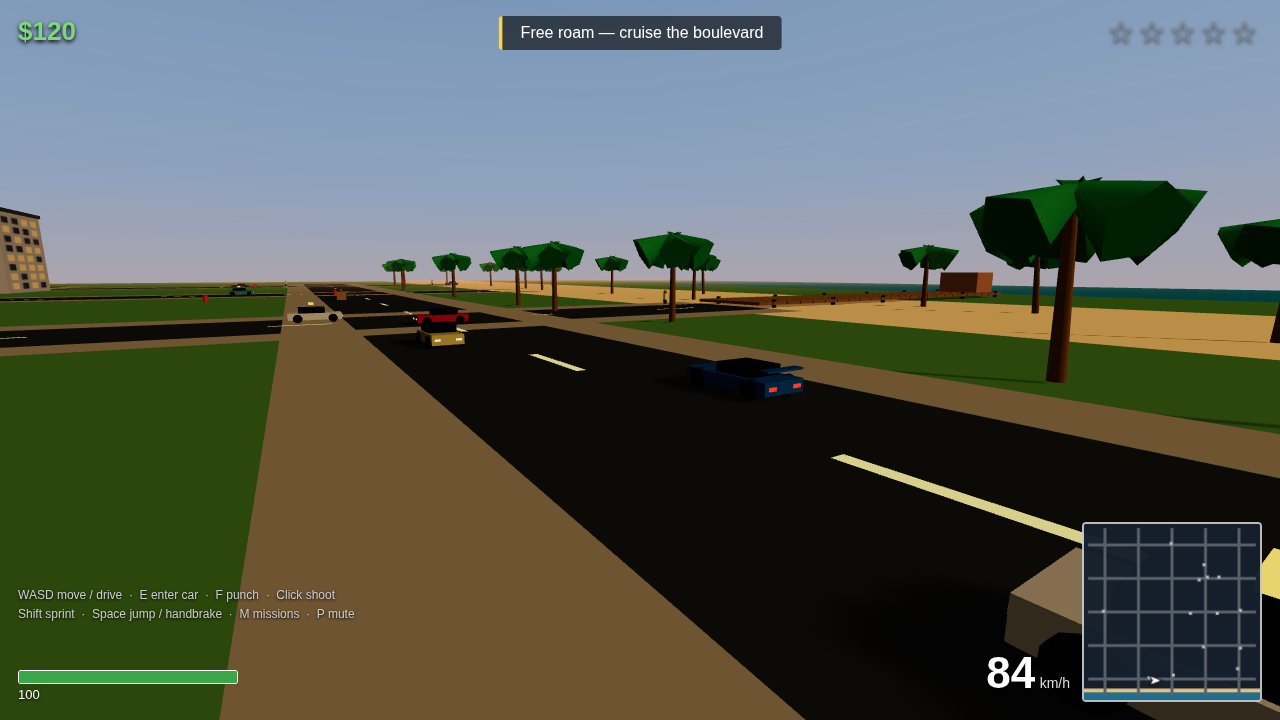 $120
Free roam — cruise the boulevard
☆ ☆ ☆ ☆ ☆
WASD move / drive · E enter car · F punch · Click shoot
Shift sprint · Space jump / handbrake · M missions · P mute
100
84 km/h